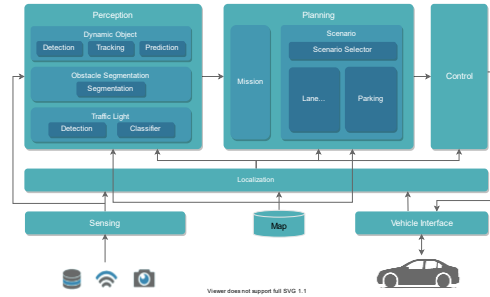 Perception
Dynamic Object
Detection
Tracking
Prediction
Obstacle Segmentation
Segmentation
Traffic Light
Detection
Classifier
Planning
Mission
Scenario
Scenario Selector
Lane...
Parking
Control
Localization
Sensing
Map
Vehicle Interface
Viewer does not support full SVG 1.1